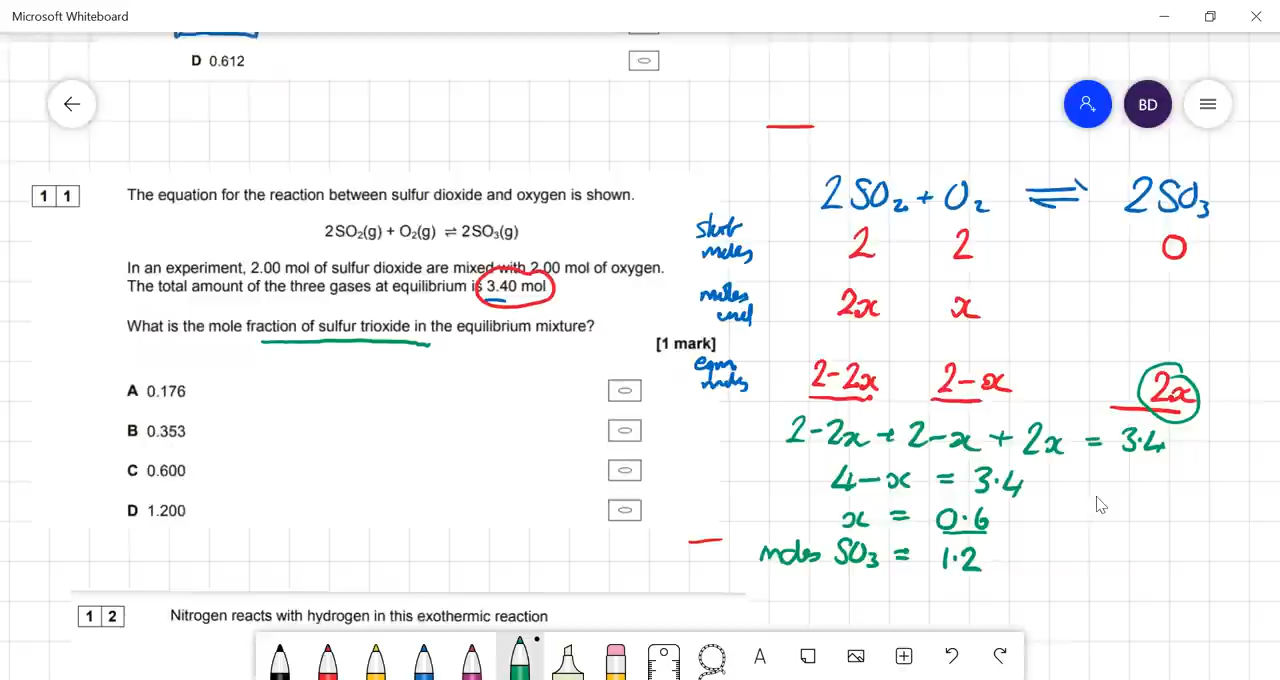 Microsoft Whiteboard
D 0.612
BD
1 1
The equation for the reaction between sulfur dioxide and oxygen is shown.
2SO₂(g) + O₂(g) ⇌ 2SO₃(g)
In an experiment, 2.00 mol of sulfur dioxide are mixed with 2.00 mol of oxygen.
The total amount of the three gases at equilibrium is 3.40 mol
What is the mole fraction of sulfur trioxide in the equilibrium mixture?
[1 mark]
A 0.176
B 0.353
C 0.600
D 1.200
2SO₂ + O₂ ⇌ 2SO₃
start moles 2 2 0
moles used 2x x
eqm moles 2-2x 2-x 2x
2-2x + 2-x + 2x = 3.4
4-x = 3.4
x = 0.6
moles SO₃ = 1.2
1 2
Nitrogen reacts with hydrogen in this exothermic reaction
A